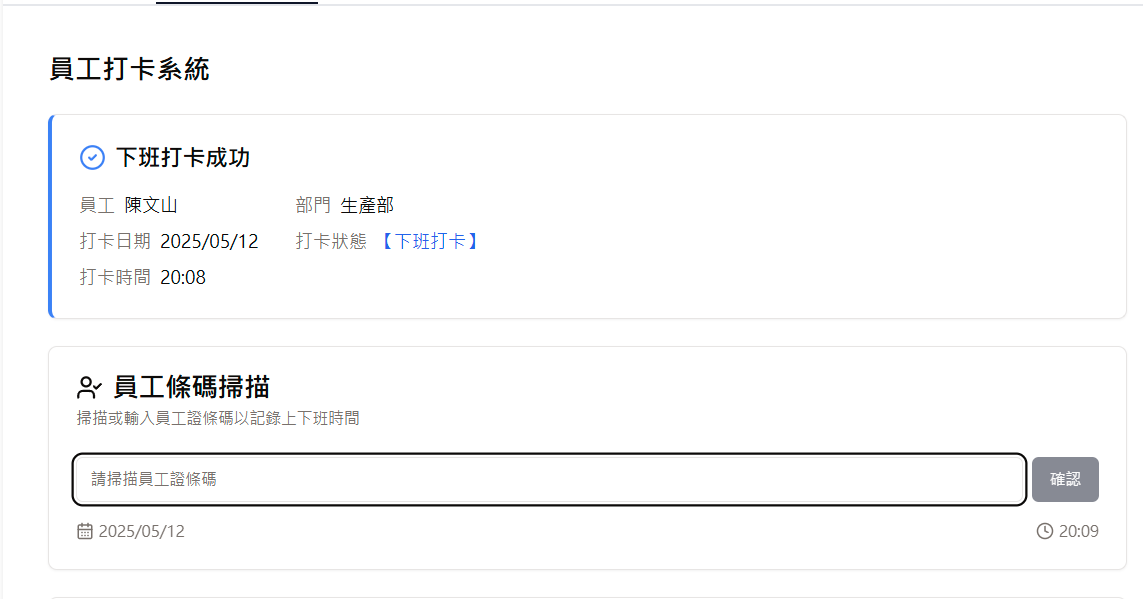 員工打卡系統
下班打卡成功
員工 陳文山 部門 生產部
打卡日期 2025/05/12 打卡狀態 【下班打卡】
打卡時間 20:08
員工條碼掃描
掃描或輸入員工證條碼以記錄上下班時間
請掃描員工證條碼 確認
2025/05/12 20:09